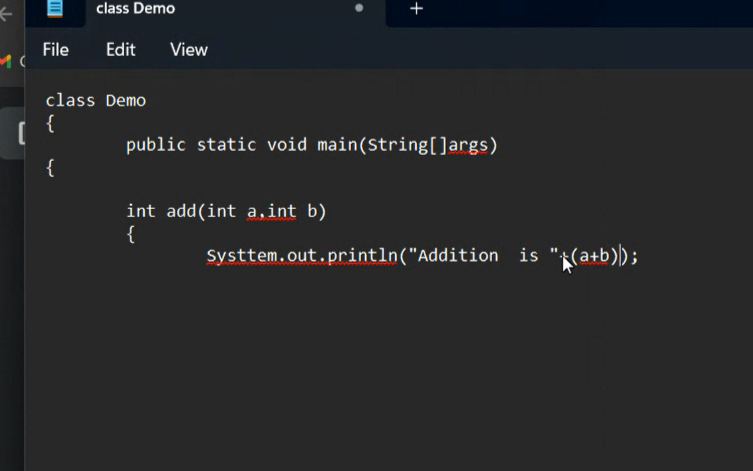 class Demo
File Edit View
class Demo
{
public static void main(String[]args)
{
int add(int a,int b)
{
Systtem.out.println("Addition  is "+(a+b));